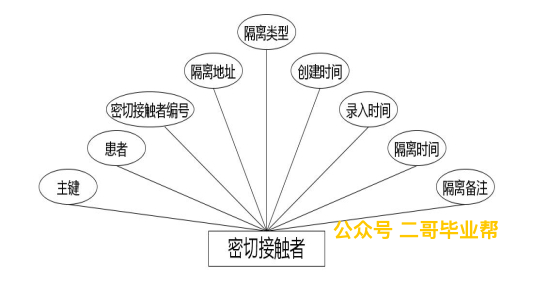 隔离类型
隔离地址
创建时间
密切接触者编号
录入时间
患者
隔离时间
主键
隔离备注
密切接触者
公众号 二哥毕业帮